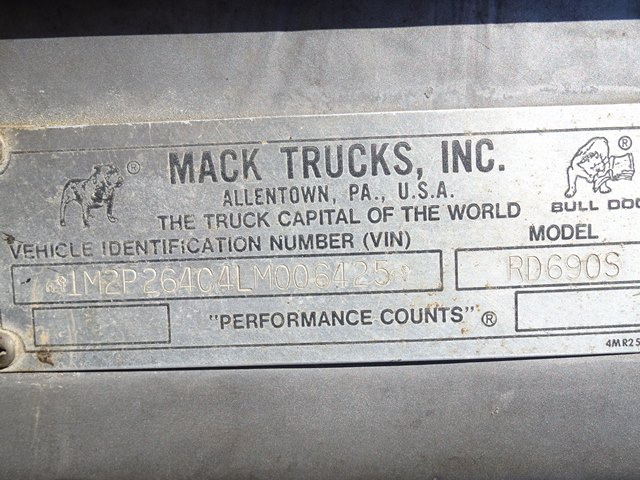 MACK TRUCKS, INC.
ALLENTOWN, PA., U.S.A.
THE TRUCK CAPITAL OF THE WORLD
® 
®
BULL DOG
VEHICLE IDENTIFICATION NUMBER (VIN)
MODEL
1M2P264C4LM006425
RD690S
"PERFORMANCE COUNTS" ®
4MR25